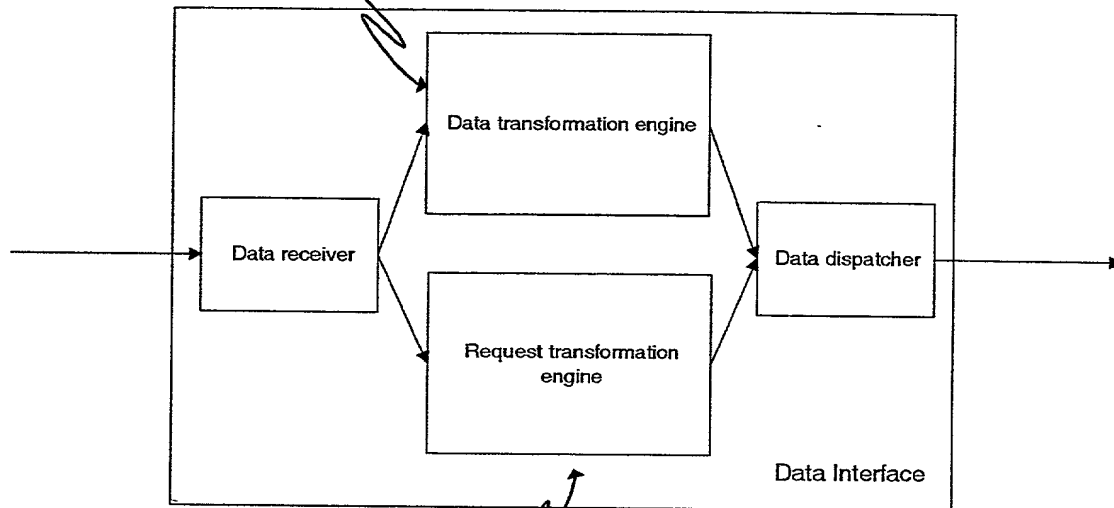 Data transformation engine
Data receiver
Data dispatcher
Request transformation
engine
Data Interface